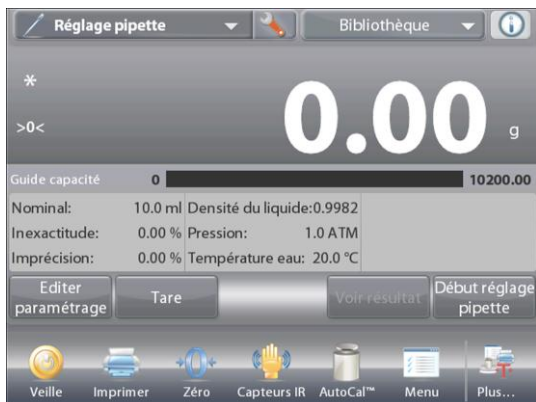 Réglage pipette Bibliothèque
*
>0< 0.00 g
Guide capacité 0 10200.00
Nominal: 10.0 ml Densité du liquide:0.9982
Inexactitude: 0.00 % Pression: 1.0 ATM
Imprécision: 0.00 % Température eau: 20.0 °C
Editer paramétrage Tare Voir résultat Début réglage pipette
Veille Imprimer Zéro Capteurs IR AutoCal™ Menu Plus...